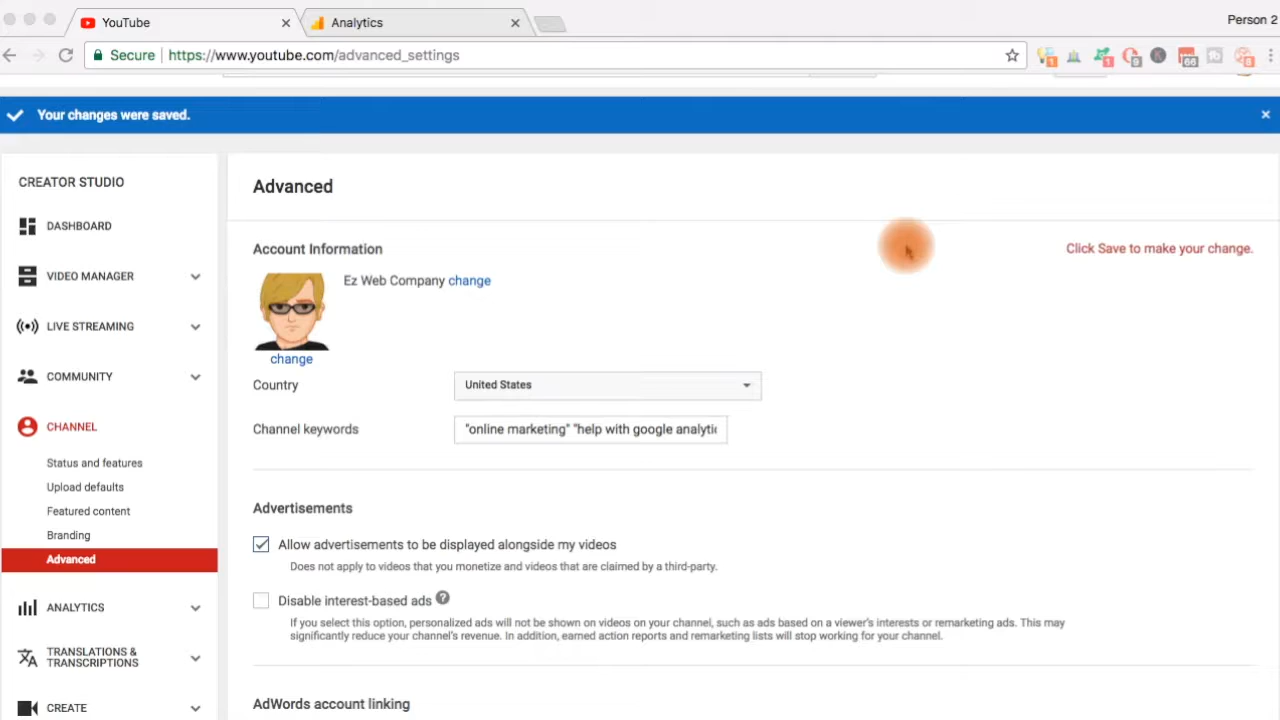 YouTube
Analytics
Person 2
Secure https://www.youtube.com/advanced_settings
1
1
9
K
66
8
Your changes were saved.
CREATOR STUDIO
DASHBOARD
VIDEO MANAGER
LIVE STREAMING
COMMUNITY
CHANNEL
Status and features
Upload defaults
Featured content
Branding
Advanced
ANALYTICS
TRANSLATIONS &
TRANSCRIPTIONS
CREATE
Advanced
Account Information
Click Save to make your change.
Ez Web Company change
change
Country
United States
Channel keywords
"online marketing" "help with google analytic
Advertisements
Allow advertisements to be displayed alongside my videos
Does not apply to videos that you monetize and videos that are claimed by a third-party.
Disable interest-based ads ?
If you select this option, personalized ads will not be shown on videos on your channel, such as ads based on a viewer's interests or remarketing ads. This may
significantly reduce your channel's revenue. In addition, earned action reports and remarketing lists will stop working for your channel.
AdWords account linking